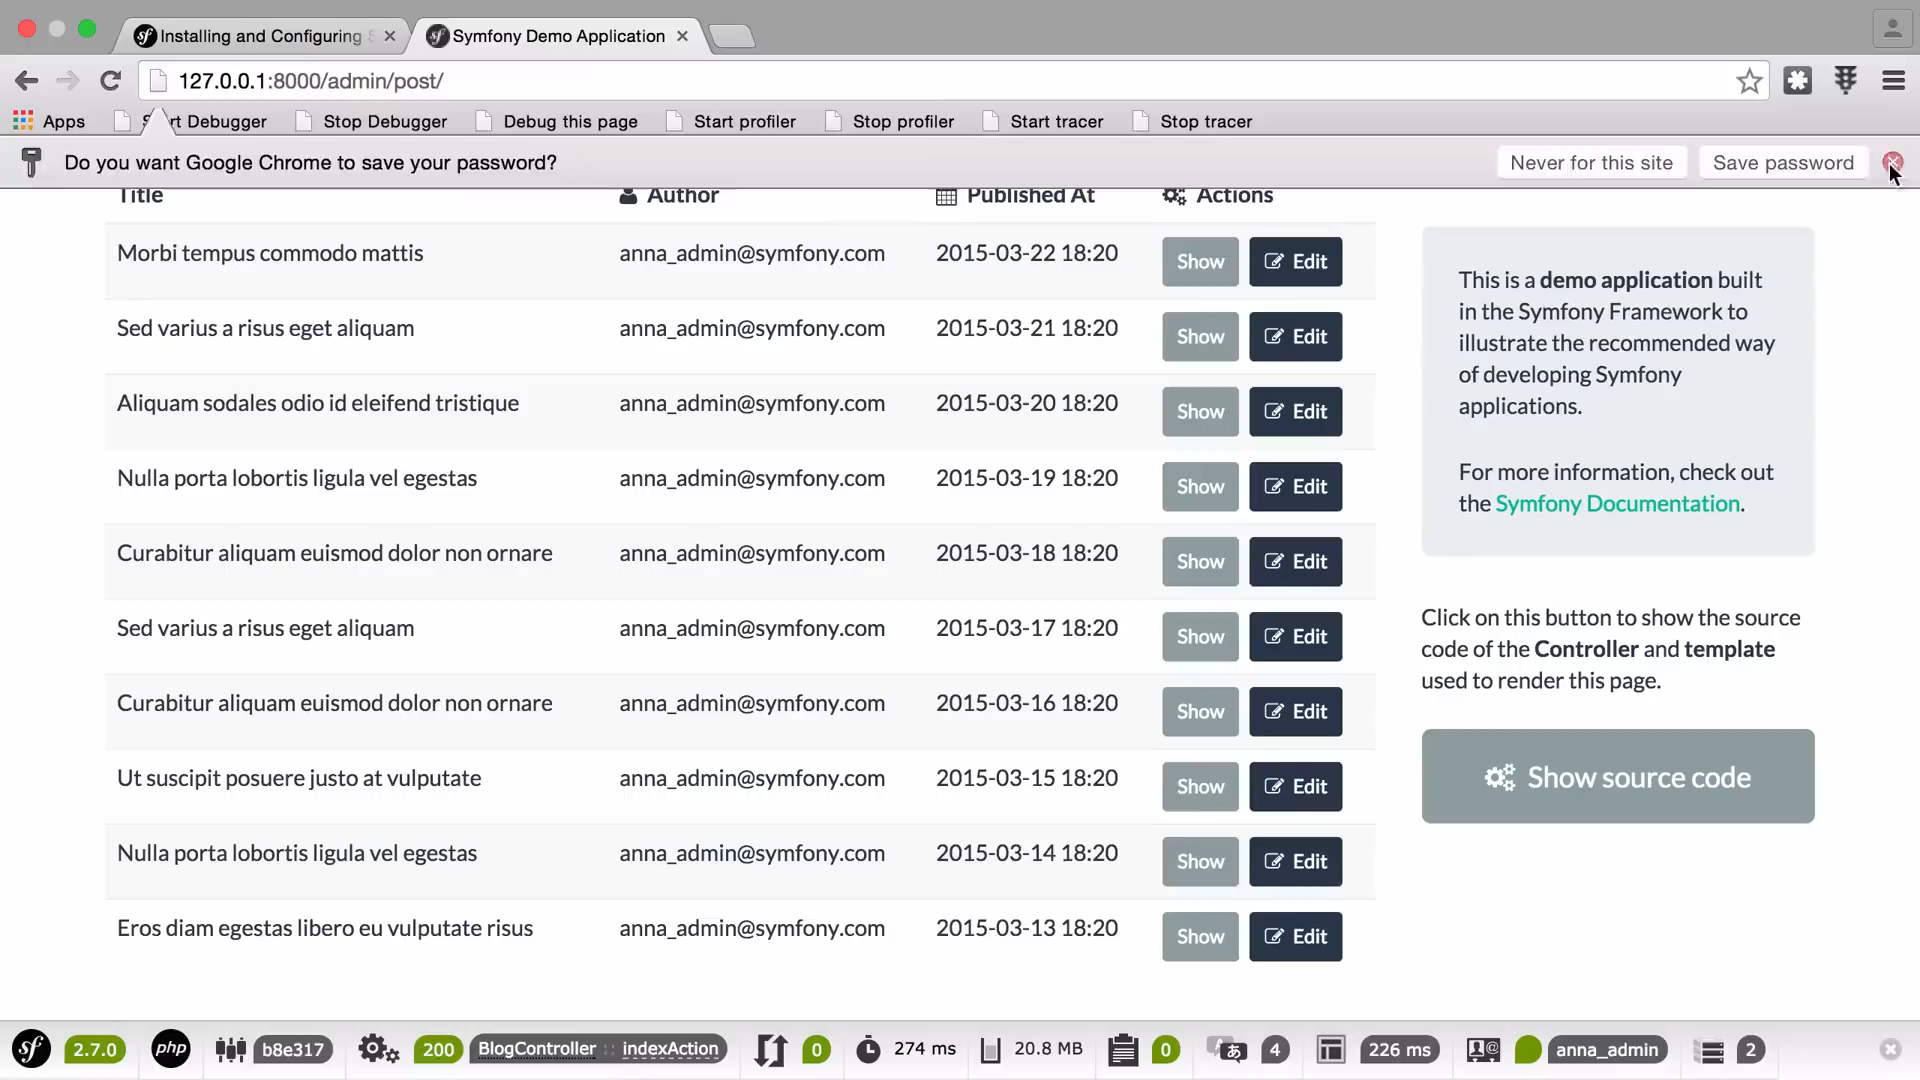 Installing and Configuring S
Symfony Demo Application
127.0.0.1:8000/admin/post/
Apps
rt Debugger
Stop Debugger
Debug this page
Start profiler
Stop profiler
Start tracer
Stop tracer
Do you want Google Chrome to save your password?
Never for this site
Save password
Title Author Published At Actions
Morbi tempus commodo mattis anna_admin@symfony.com 2015-03-22 18:20 Show Edit
Sed varius a risus eget aliquam anna_admin@symfony.com 2015-03-21 18:20 Show Edit
Aliquam sodales odio id eleifend tristique anna_admin@symfony.com 2015-03-20 18:20 Show Edit
Nulla porta lobortis ligula vel egestas anna_admin@symfony.com 2015-03-19 18:20 Show Edit
Curabitur aliquam euismod dolor non ornare anna_admin@symfony.com 2015-03-18 18:20 Show Edit
Sed varius a risus eget aliquam anna_admin@symfony.com 2015-03-17 18:20 Show Edit
Curabitur aliquam euismod dolor non ornare anna_admin@symfony.com 2015-03-16 18:20 Show Edit
Ut suscipit posuere justo at vulputate anna_admin@symfony.com 2015-03-15 18:20 Show Edit
Nulla porta lobortis ligula vel egestas anna_admin@symfony.com 2015-03-14 18:20 Show Edit
Eros diam egestas libero eu vulputate risus anna_admin@symfony.com 2015-03-13 18:20 Show Edit
This is a demo application built
in the Symfony Framework to
illustrate the recommended way
of developing Symfony
applications.
For more information, check out
the Symfony Documentation.
Click on this button to show the source
code of the Controller and template
used to render this page.
Show source code
sf 2.7.0 php b8e317 200 BlogController :: indexAction 0 274 ms 20.8 MB 0 あ 4 226 ms anna_admin 2